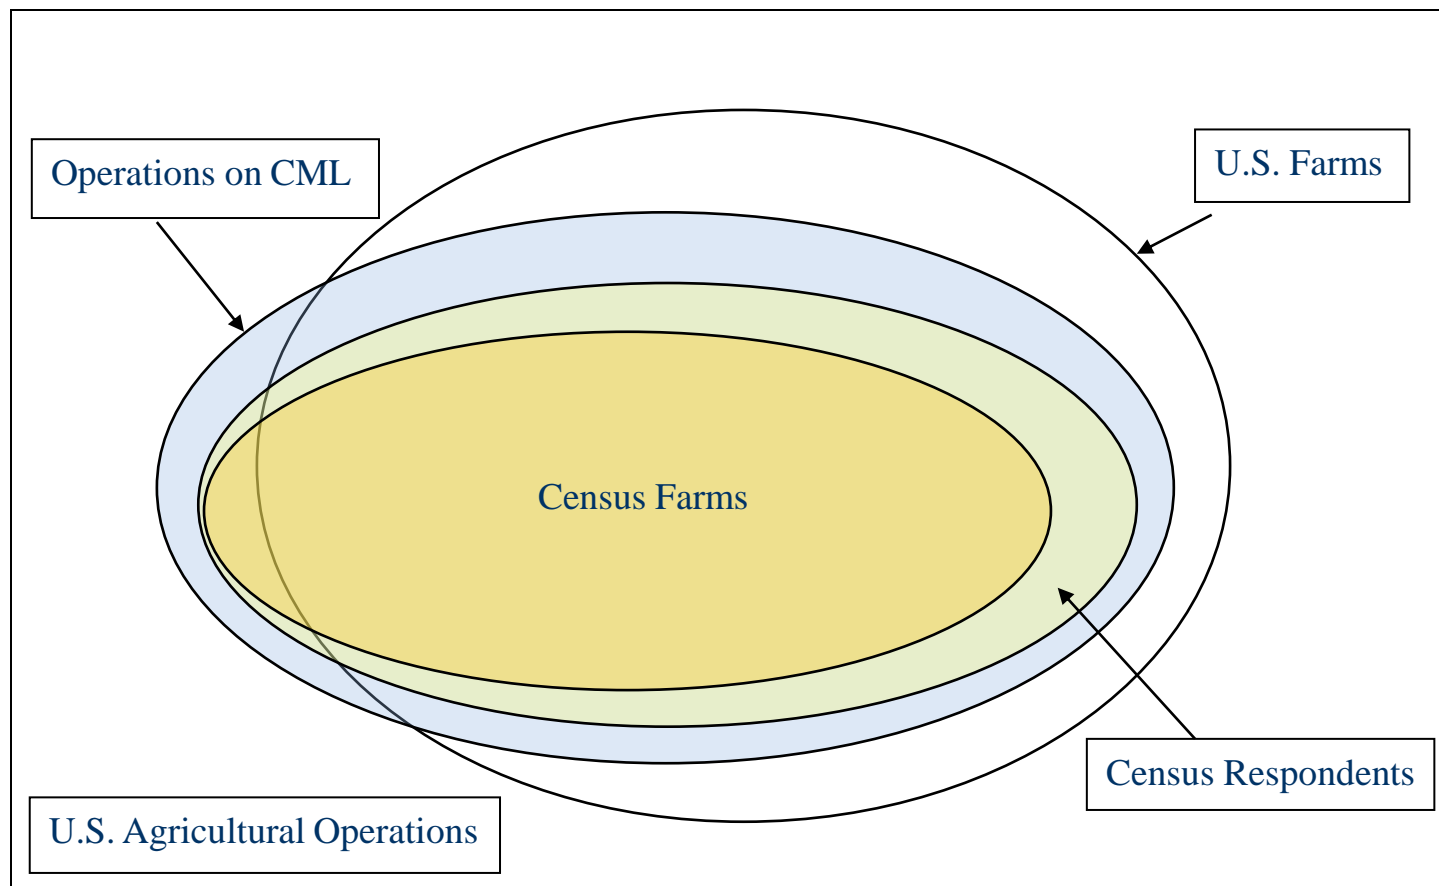 U.S. Farms
Operations on CML
Census Farms
Census Respondents
U.S. Agricultural Operations